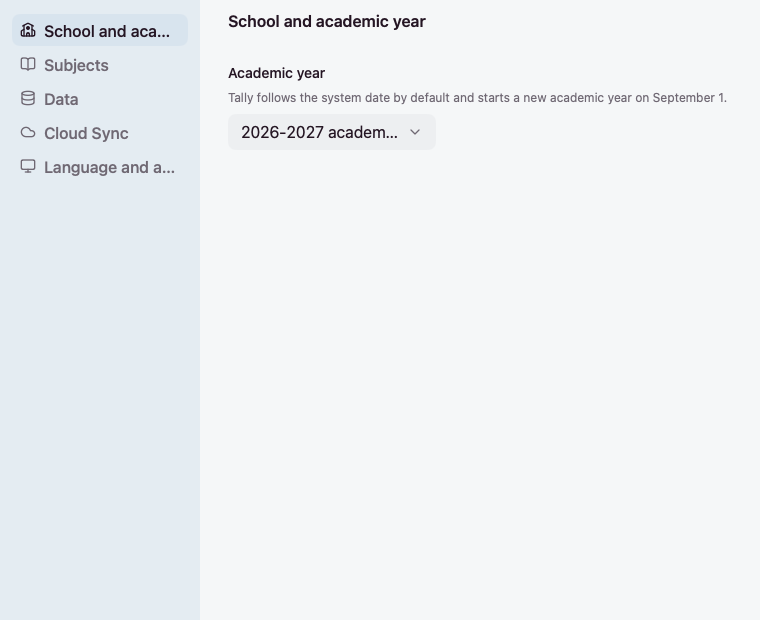 School and aca...
Subjects
Data
Cloud Sync
Language and a...
School and academic year
Academic year
Tally follows the system date by default and starts a new academic year on September 1.
2026-2027 academ...